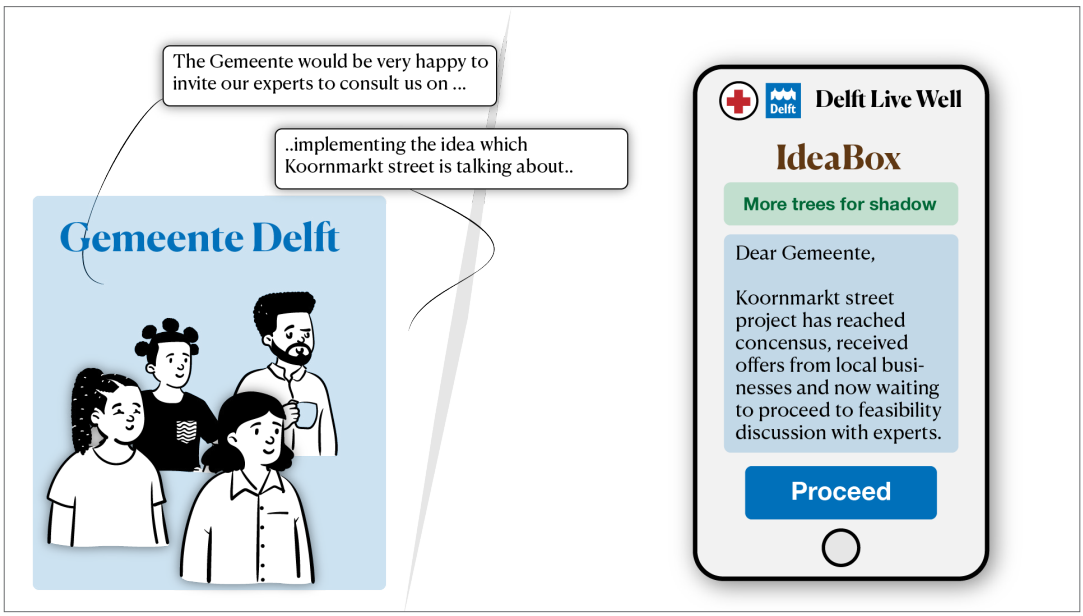 The Gemeente would be very happy to
invite our experts to consult us on ...
..implementing the idea which
Koornmarkt street is talking about..
Gemeente Delft
Delft
Delft Live Well
IdeaBox
More trees for shadow
Dear Gemeente,
Koornmarkt street
project has reached
concensus, received
offers from local busi-
nesses and now waiting
to proceed to feasibility
discussion with experts.
Proceed